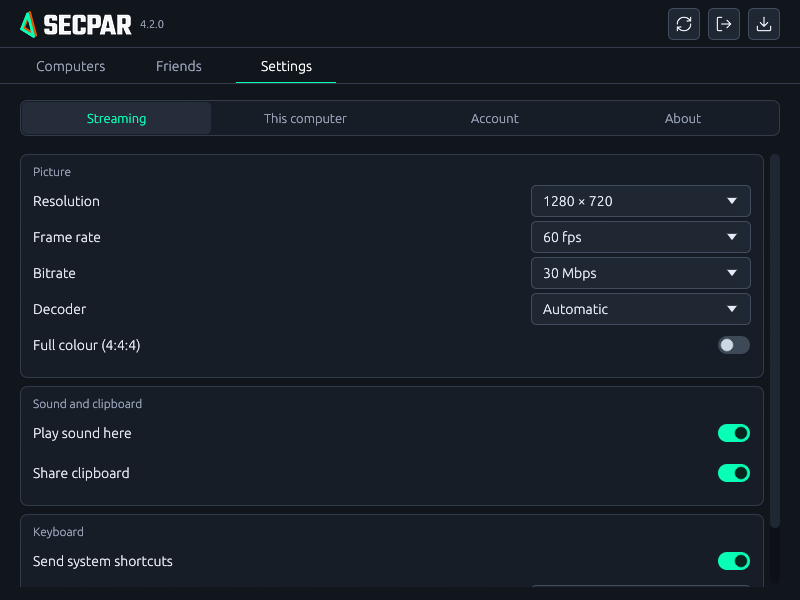 SECPAR 4.2.0
Computers Friends Settings
Streaming This computer Account About
Picture
Resolution 1280 × 720
Frame rate 60 fps
Bitrate 30 Mbps
Decoder Automatic
Full colour (4:4:4)
Sound and clipboard
Play sound here
Share clipboard
Keyboard
Send system shortcuts